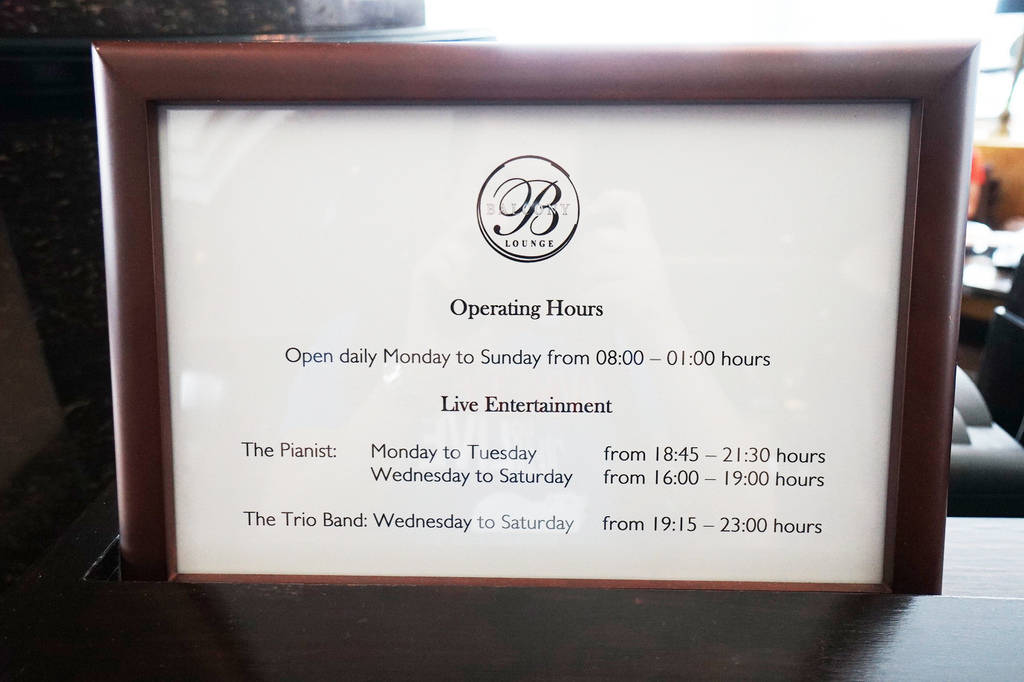 B
BALCONY
LOUNGE
Operating Hours
Open daily Monday to Sunday from 08:00 – 01:00 hours
Live Entertainment
The Pianist: Monday to Tuesday from 18:45 – 21:30 hours
Wednesday to Saturday from 16:00 – 19:00 hours
The Trio Band: Wednesday to Saturday from 19:15 – 23:00 hours